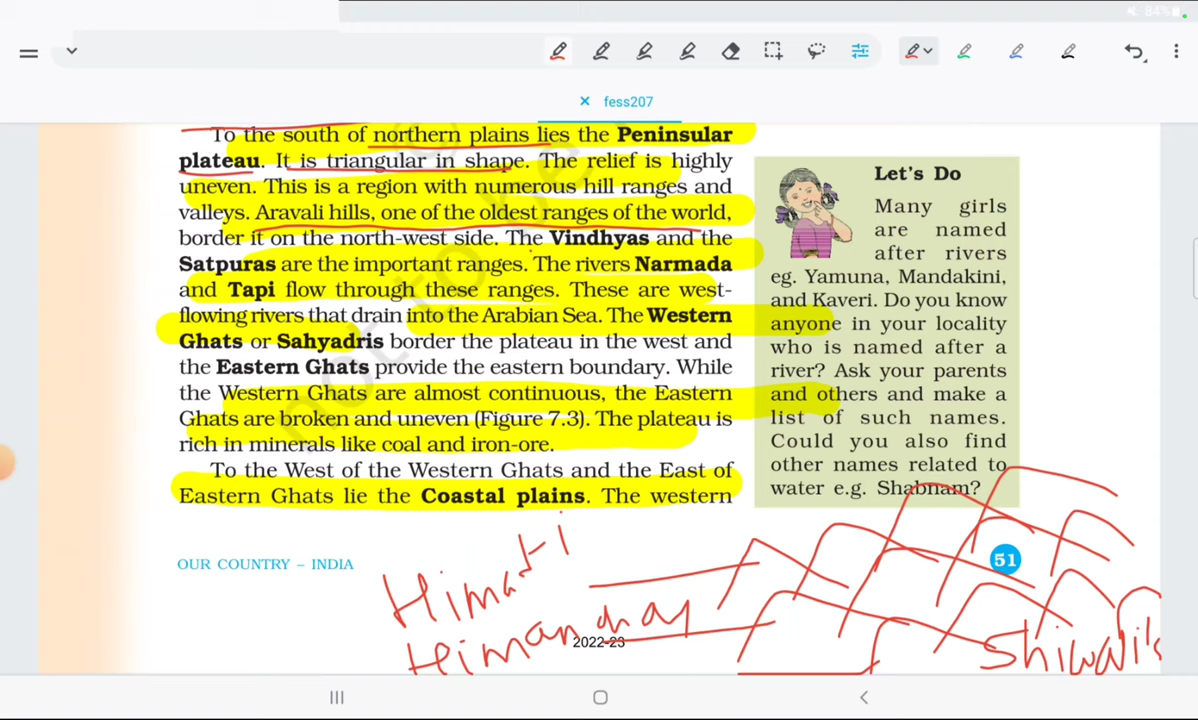 84%
fess207
To the south of northern plains lies the Peninsular
plateau. It is triangular in shape. The relief is highly
uneven. This is a region with numerous hill ranges and
valleys. Aravali hills, one of the oldest ranges of the world,
border it on the north-west side. The Vindhyas and the
Satpuras are the important ranges. The rivers Narmada
and Tapi flow through these ranges. These are west-
flowing rivers that drain into the Arabian Sea. The Western
Ghats or Sahyadris border the plateau in the west and
the Eastern Ghats provide the eastern boundary. While
the Western Ghats are almost continuous, the Eastern
Ghats are broken and uneven (Figure 7.3). The plateau is
rich in minerals like coal and iron-ore.
To the West of the Western Ghats and the East of
Eastern Ghats lie the Coastal plains. The western
Let's Do
Many girls
are named
after rivers
eg. Yamuna, Mandakini,
and Kaveri. Do you know
anyone in your locality
who is named after a
river? Ask your parents
and others and make a
list of such names.
Could you also find
other names related to
water e.g. Shabnam?
OUR COUNTRY – INDIA
51
2022-23
not to be